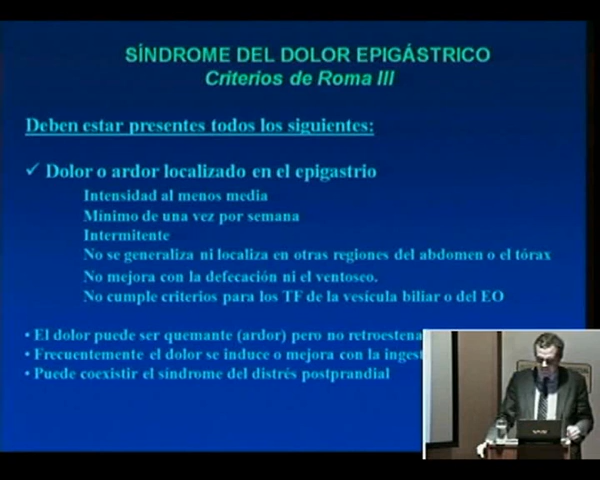 SÍNDROME DEL DOLOR EPIGÁSTRICO
Criterios de Roma III
Deben estar presentes todos los siguientes:
✓ Dolor o ardor localizado en el epigastrio
Intensidad al menos media
Mínimo de una vez por semana
Intermitente
No se generaliza ni localiza en otras regiones del abdomen o el tórax
No mejora con la defecación ni el ventoseo.
No cumple criterios para los TF de la vesícula biliar o del EO
• El dolor puede ser quemante (ardor) pero no retroestena
• Frecuentemente el dolor se induce o mejora con la ingest
• Puede coexistir el síndrome del distrés postprandial